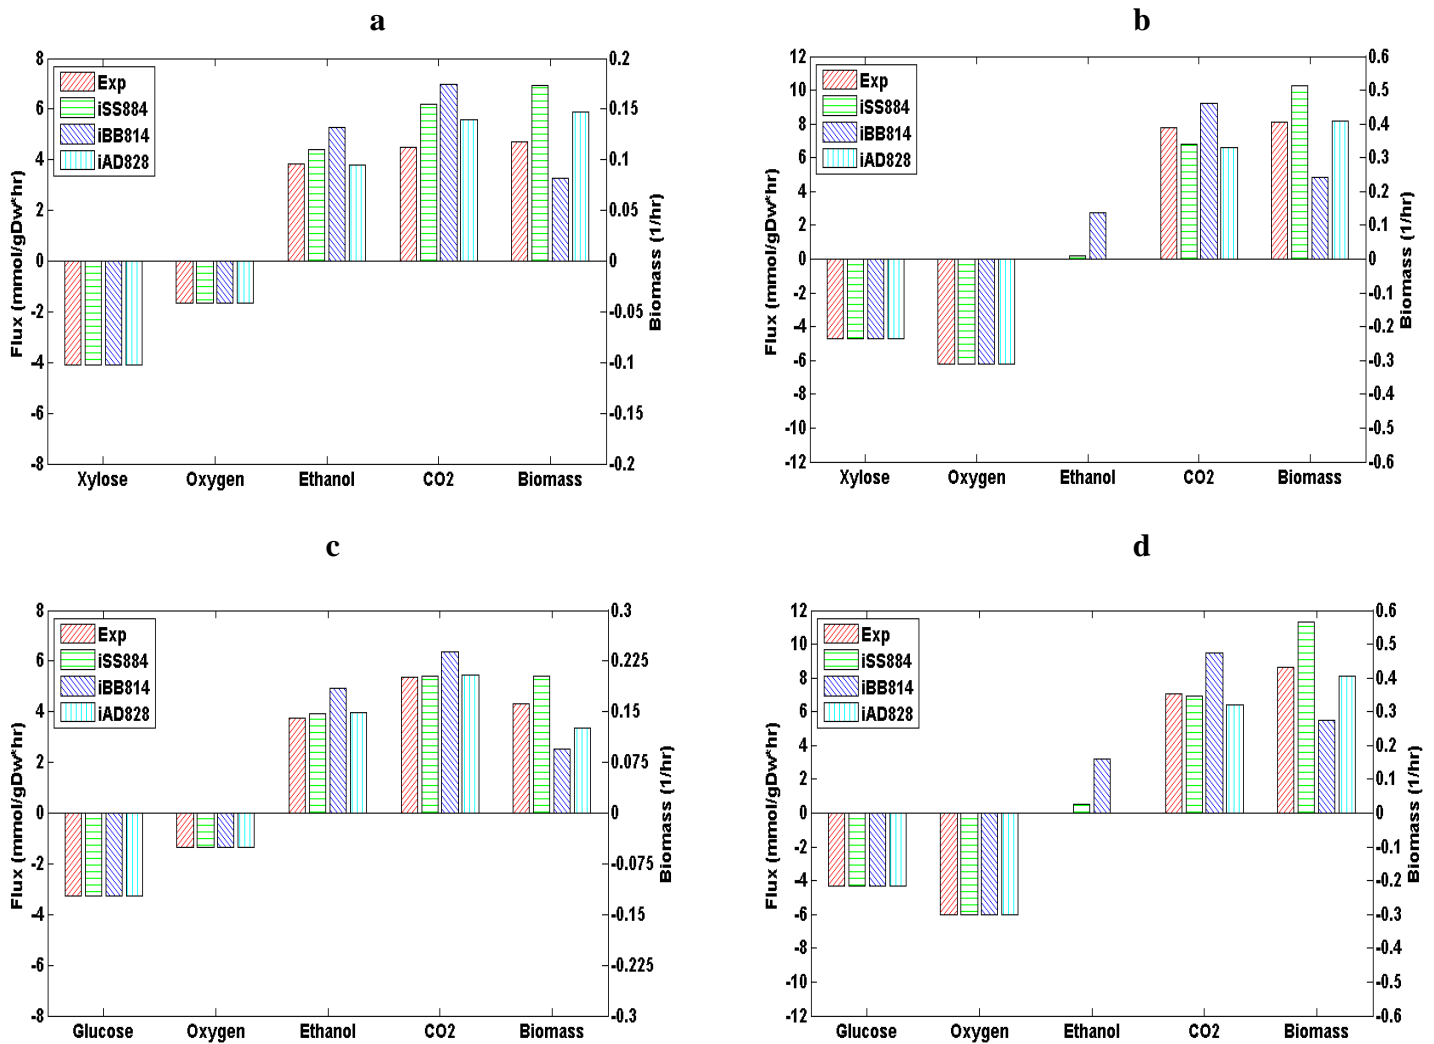 a
8
6
4
2
0
-2
-4
-6
-8
Flux (mmol/gDw*hr)
0.2
0.15
0.1
0.05
0
-0.05
-0.1
-0.15
-0.2
Biomass (1/hr)
Exp
iSS884
iBB814
iAD828
Xylose Oxygen Ethanol CO2 Biomass
b
12
10
8
6
4
2
0
-2
-4
-6
-8
-10
-12
Flux (mmol/gDw*hr)
0.6
0.5
0.4
0.3
0.2
0.1
0
-0.1
-0.2
-0.3
-0.4
-0.5
-0.6
Biomass (1/hr)
Exp
iSS884
iBB814
iAD828
Xylose Oxygen Ethanol CO2 Biomass
c
8
6
4
2
0
-2
-4
-6
-8
Flux (mmol/gDw*hr)
0.3
0.225
0.15
0.075
0
-0.075
-0.15
-0.225
-0.3
Biomass (1/hr)
Exp
iSS884
iBB814
iAD828
Glucose Oxygen Ethanol CO2 Biomass
d
12
10
8
6
4
2
0
-2
-4
-6
-8
-10
-12
Flux (mmol/gDw*hr)
0.6
0.5
0.4
0.3
0.2
0.1
0
-0.1
-0.2
-0.3
-0.4
-0.5
-0.6
Biomass (1/hr)
Exp
iSS884
iBB814
iAD828
Glucose Oxygen Ethanol CO2 Biomass